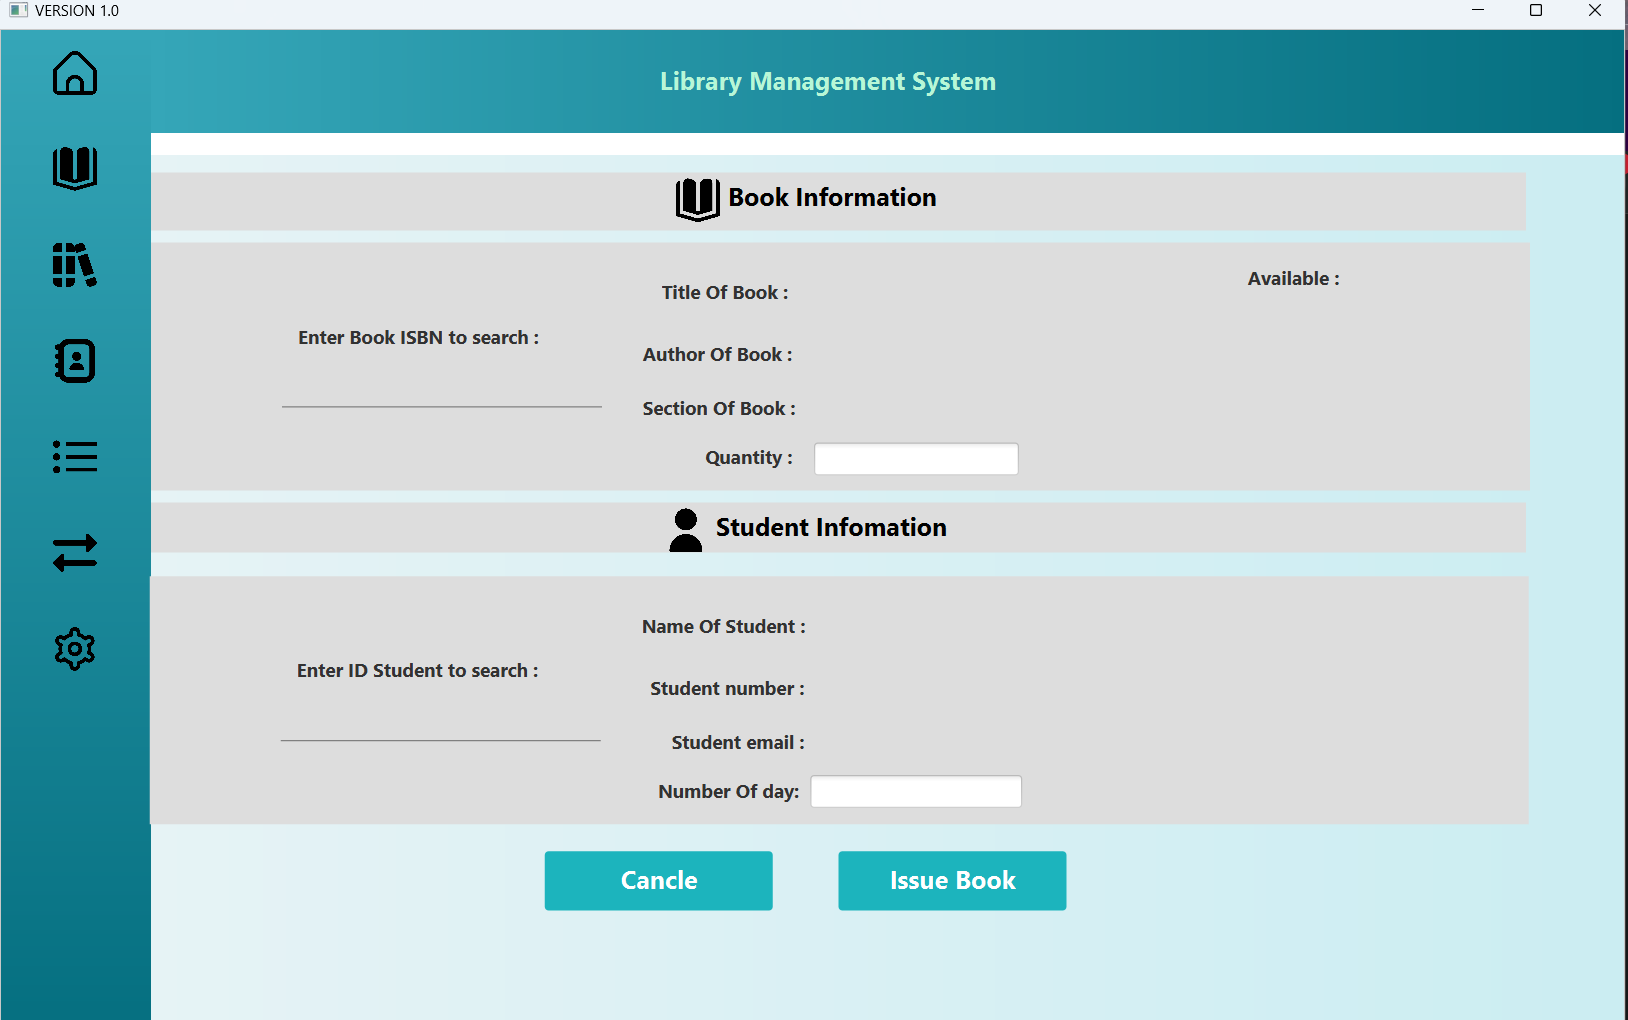 VERSION 1.0
Library Management System
Book Information
Enter Book ISBN to search :
Title Of Book :
Author Of Book :
Section Of Book :
Quantity :
Available :
Student Infomation
Enter ID Student to search :
Name Of Student :
Student number :
Student email :
Number Of day:
Cancle
Issue Book